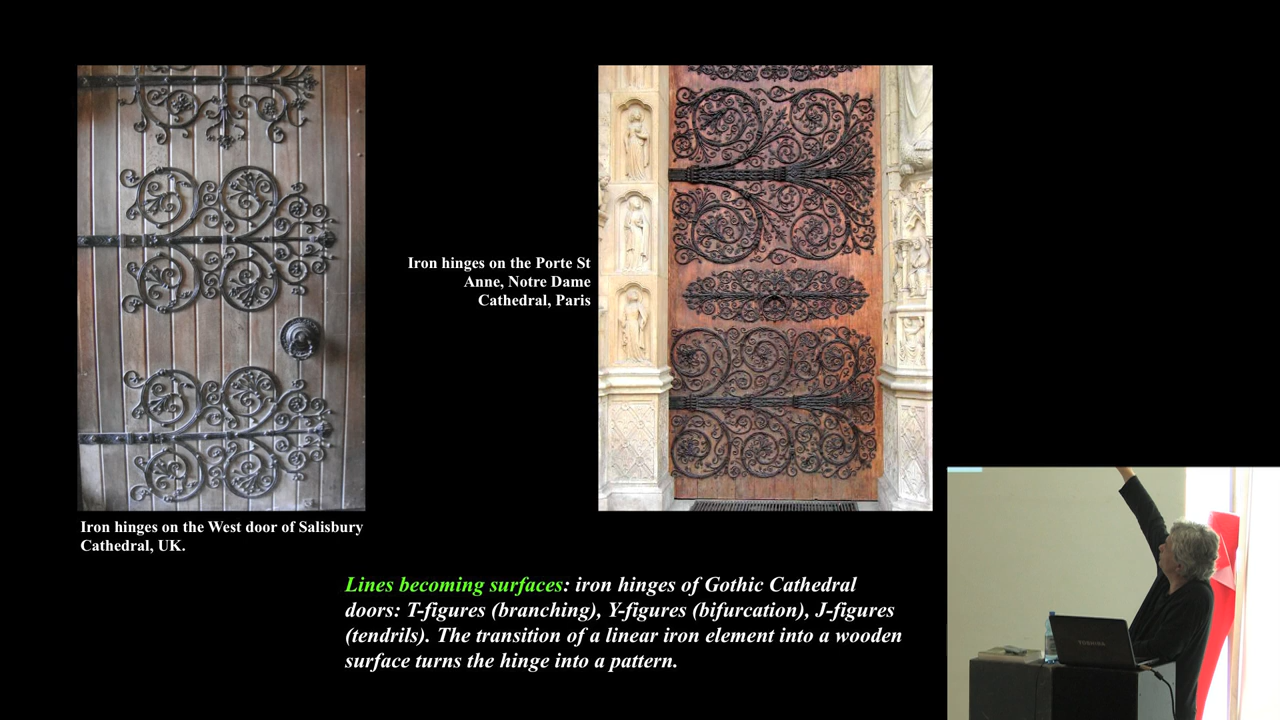 Iron hinges on the Porte St
Anne, Notre Dame
Cathedral, Paris
Iron hinges on the West door of Salisbury
Cathedral, UK.
Lines becoming surfaces: iron hinges of Gothic Cathedral
doors: T-figures (branching), Y-figures (bifurcation), J-figures
(tendrils). The transition of a linear iron element into a wooden
surface turns the hinge into a pattern.
TOSHIBA